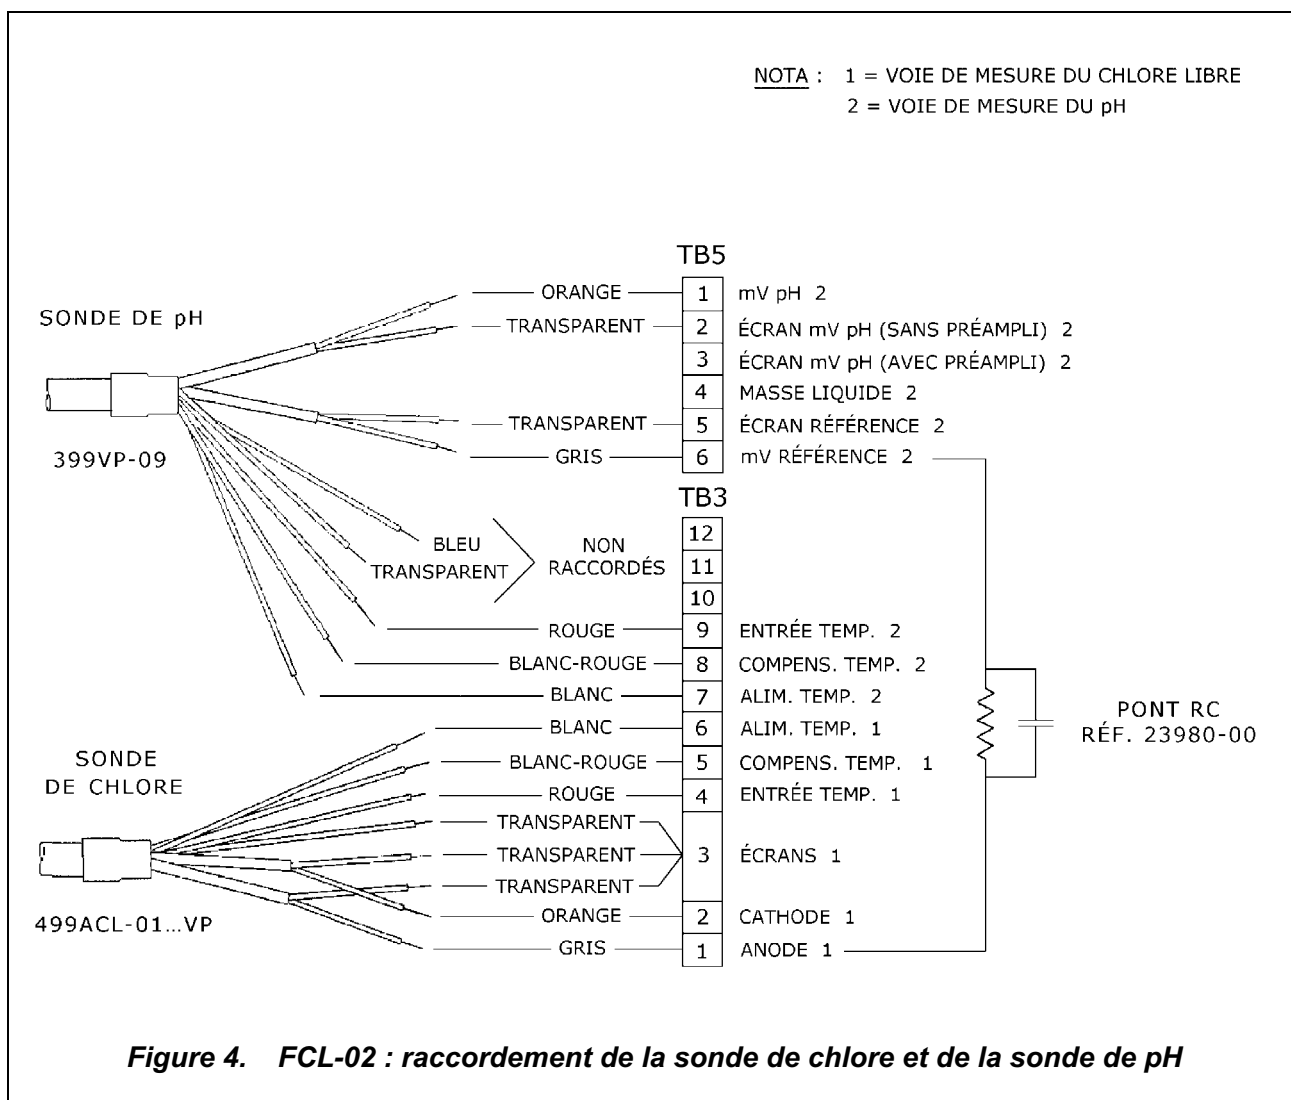 NOTA : 1 = VOIE DE MESURE DU CHLORE LIBRE
2 = VOIE DE MESURE DU pH
TB5
SONDE DE pH
399VP-09
ORANGE 1 mV pH 2
TRANSPARENT 2 ÉCRAN mV pH (SANS PRÉAMPLI) 2
3 ÉCRAN mV pH (AVEC PRÉAMPLI) 2
4 MASSE LIQUIDE 2
TRANSPARENT 5 ÉCRAN RÉFÉRENCE 2
GRIS 6 mV RÉFÉRENCE 2
TB3
BLEU
TRANSPARENT
NON
RACCORDÉS
12
11
10
ROUGE 9 ENTRÉE TEMP. 2
BLANC-ROUGE 8 COMPENS. TEMP. 2
BLANC 7 ALIM. TEMP. 2
BLANC 6 ALIM. TEMP. 1
BLANC-ROUGE 5 COMPENS. TEMP. 1
ROUGE 4 ENTRÉE TEMP. 1
TRANSPARENT
TRANSPARENT 3 ÉCRANS 1
TRANSPARENT
ORANGE 2 CATHODE 1
GRIS 1 ANODE 1
SONDE
DE CHLORE
499ACL-01...VP
PONT RC
RÉF. 23980-00
Figure 4. FCL-02 : raccordement de la sonde de chlore et de la sonde de pH